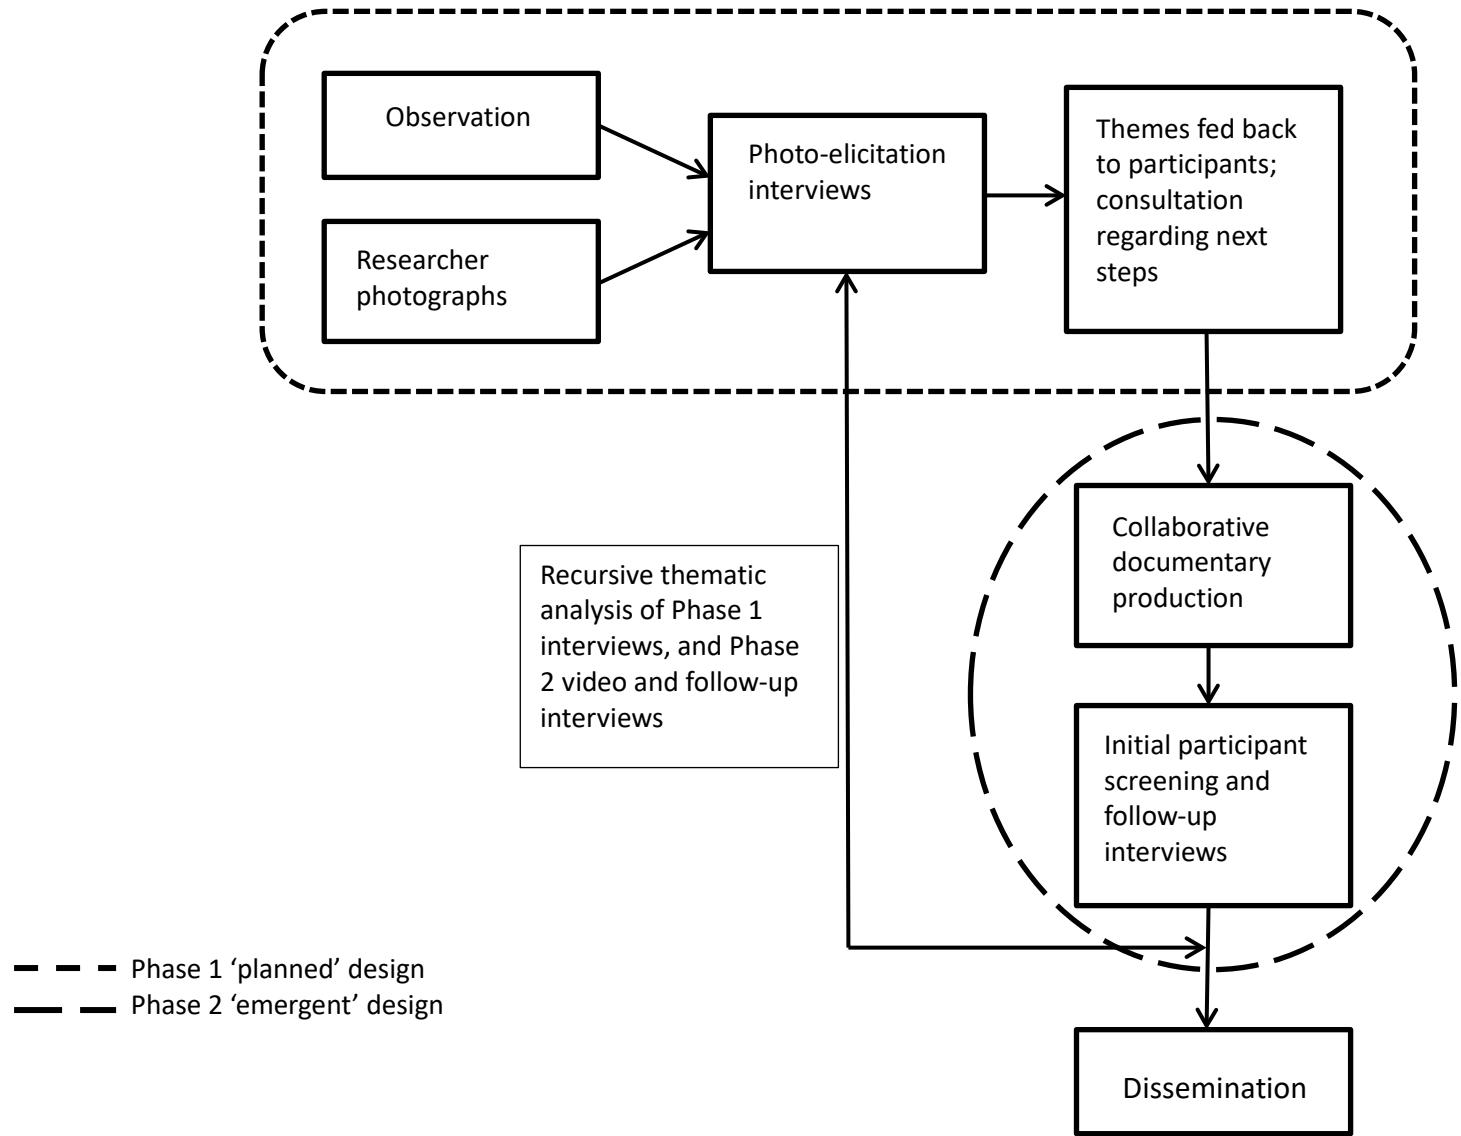 Observation
Researcher
photographs
Photo-elicitation
interviews
Themes fed back
to participants;
consultation
regarding next
steps
Collaborative
documentary
production
Recursive thematic
analysis of Phase 1
interviews, and Phase
2 video and follow-up
interviews
Initial participant
screening and
follow-up
interviews
Phase 1 ‘planned’ design
Phase 2 ‘emergent’ design
Dissemination